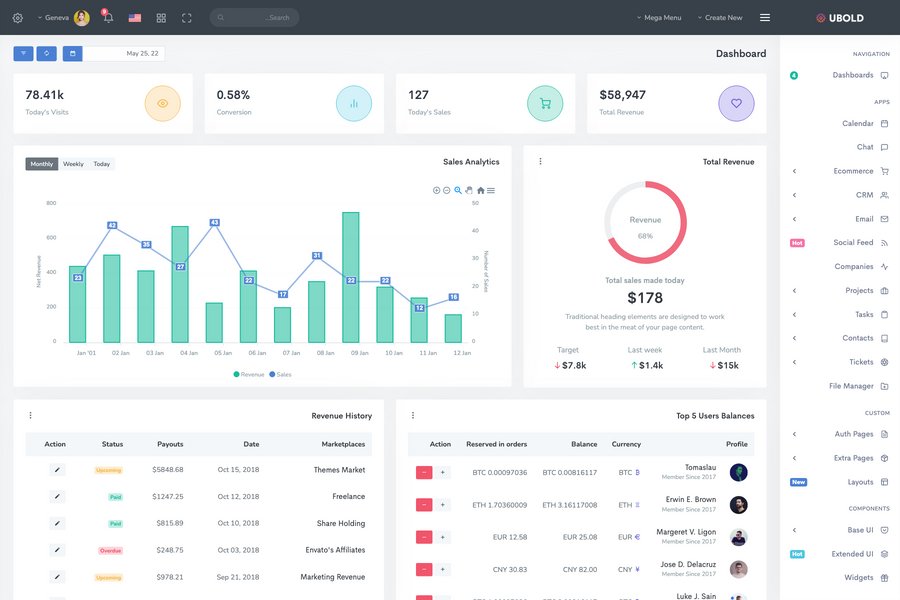 Geneva
9
...Search
Mega Menu
Create New
UBOLD
May 25, 22
Dashboard
78.41k
Today's Visits
0.58%
Conversion
127
Today's Sales
$58,947
Total Revenue
Monthly Weekly Today
Sales Analytics
800
600
400
200
0
Net Revenue
50
40
30
20
10
0
Number of Sales
23 42 35 27 43 22 17 31 22 22 12 16
Jan '01 02 Jan 03 Jan 04 Jan 05 Jan 06 Jan 07 Jan 08 Jan 09 Jan 10 Jan 11 Jan 12 Jan
Revenue Sales
Total Revenue
Revenue
68%
Total sales made today
$178
Traditional heading elements are designed to work
best in the meat of your page content.
Target Last week Last Month
$7.8k $1.4k $15k
Revenue History
Action Status Payouts Date Marketplaces
Upcoming $5848.68 Oct 15, 2018 Themes Market
Paid $1247.25 Oct 12, 2018 Freelance
Paid $815.89 Oct 10, 2018 Share Holding
Overdue $248.75 Oct 03, 2018 Envato's Affiliates
Upcoming $978.21 Sep 21, 2018 Marketing Revenue
Top 5 Users Balances
Action Reserved in orders Balance Currency Profile
- + BTC 0.00097036 BTC 0.00816117 BTC Tomaslau
Member Since 2017
- + ETH 1.70360009 ETH 3.16117008 ETH Erwin E. Brown
Member Since 2017
- + EUR 12.58 EUR 25.08 EUR € Margeret V. Ligon
Member Since 2017
- + CNY 30.83 CNY 82.00 CNY ¥ Jose D. Delacruz
Member Since 2017
Luke J. Sain
NAVIGATION
4 Dashboards
APPS
Calendar
Chat
Ecommerce
CRM
Email
Hot Social Feed
Companies
Projects
Tasks
Contacts
Tickets
File Manager
CUSTOM
Auth Pages
Extra Pages
New Layouts
COMPONENTS
Base UI
Hot Extended UI
Widgets